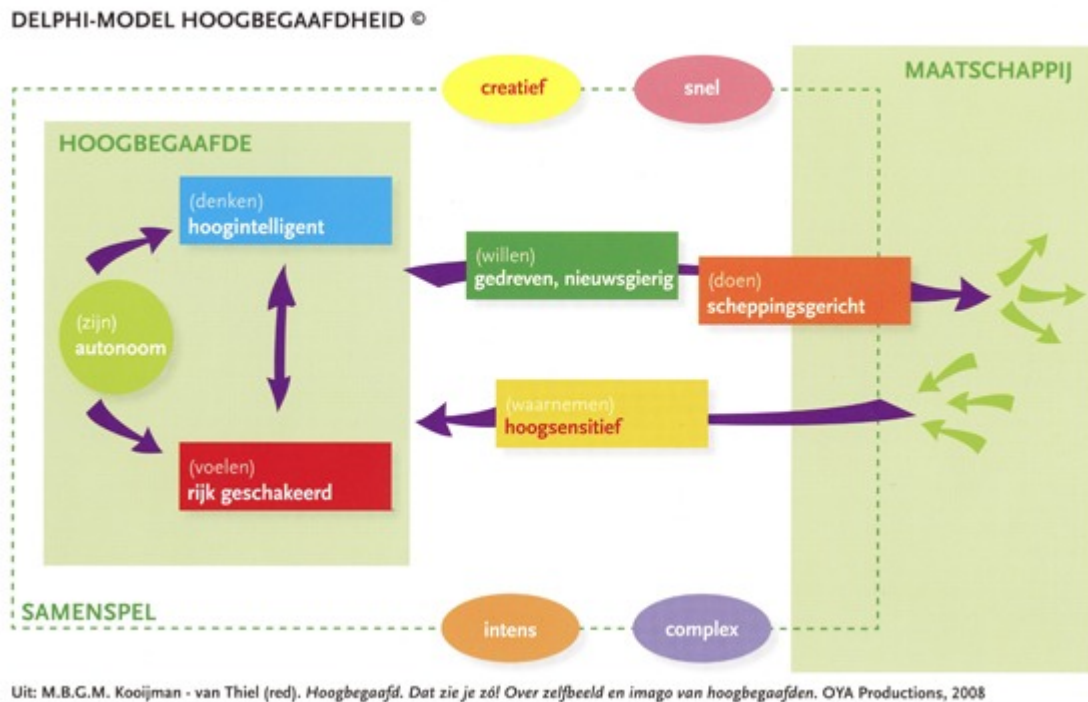 DELPHI-MODEL HOOGBEGAAFDHEID ©
creatief
snel
MAATSCHAPPIJ
HOOGBEGAAFDE
(denken)
hoogintelligent
(willen)
gedreven, nieuwsgierig
(doen)
scheppingsgericht
(zijn)
autonoom
(waarnemen)
hoogsensitief
(voelen)
rijk geschakeerd
SAMENSPEL
intens
complex
Uit: M.B.G.M. Kooijman - van Thiel (red). Hoogbegaafd. Dat zie je zó! Over zelfbeeld en imago van hoogbegaafden. OYA Productions, 2008